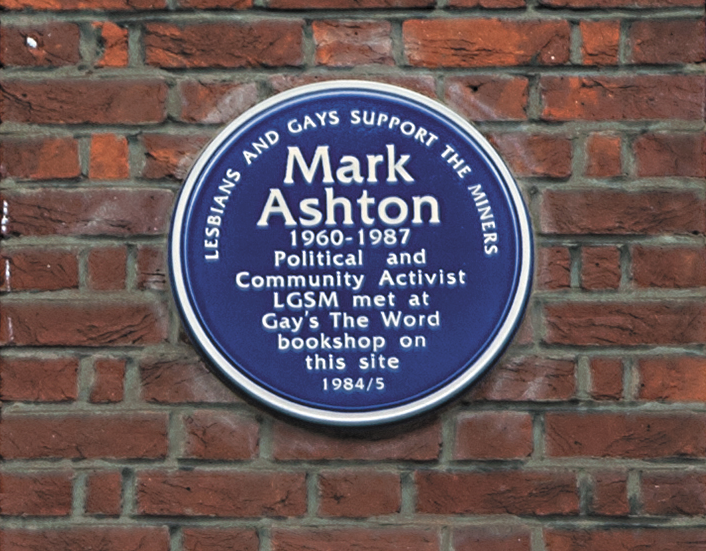 LESBIANS AND GAYS SUPPORT THE MINERS
Mark
Ashton
1960-1987
Political and
Community Activist
LGSM met at
Gay's The Word
bookshop on
this site
1984/5